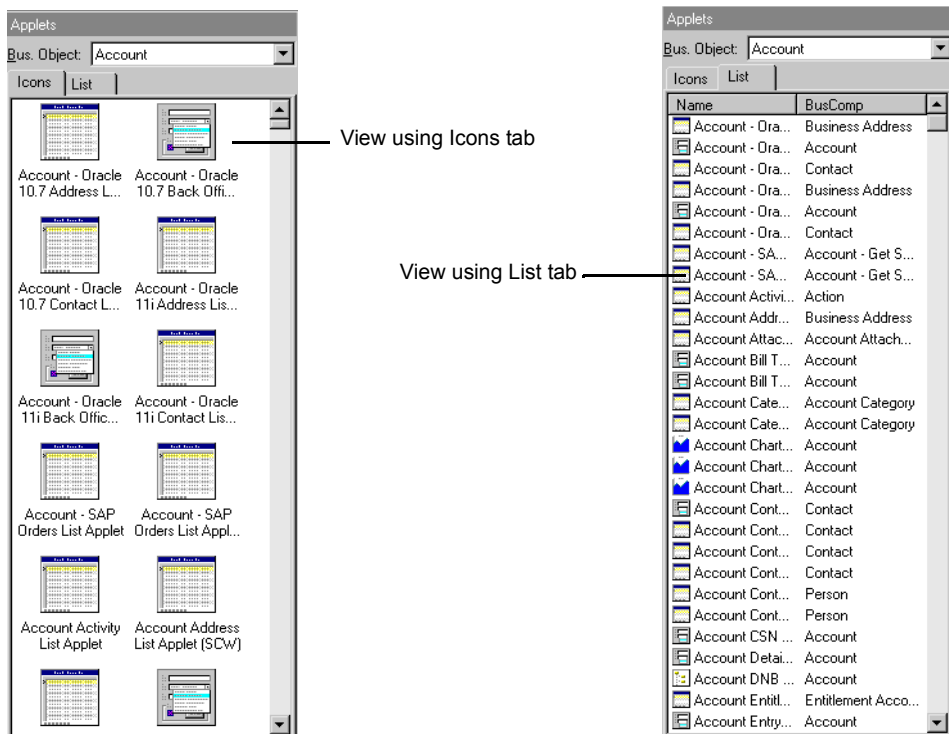 Applets
Bus. Object: Account
Icons List
Account - Oracle 10.7 Address L...
Account - Oracle 10.7 Back Offi...
Account - Oracle 10.7 Contact L...
Account - Oracle 11i Address Lis...
Account - Oracle 11i Back Offic...
Account - Oracle 11i Contact Lis...
Account - SAP Orders List Applet
Account - SAP Orders List Appl...
Account Activity List Applet
Account Address List Applet (SCW)
View using Icons tab
View using List tab
Applets
Bus. Object: Account
Icons List
Name BusComp
Account - Ora... Business Address
Account - Ora... Account
Account - Ora... Contact
Account - Ora... Business Address
Account - Ora... Account
Account - Ora... Contact
Account - SA... Account - Get S...
Account - SA... Account - Get S...
Account Activi... Action
Account Addr... Business Address
Account Attac... Account Attach...
Account Bill T... Account
Account Bill T... Account
Account Cate... Account Category
Account Cate... Account Category
Account Chart... Account
Account Chart... Account
Account Chart... Account
Account Cont... Contact
Account Cont... Contact
Account Cont... Contact
Account Cont... Contact
Account Cont... Person
Account Cont... Person
Account CSN ... Account
Account Detai... Account
Account DNB ... Account
Account Entitl... Entitlement Acco...
Account Entry... Account